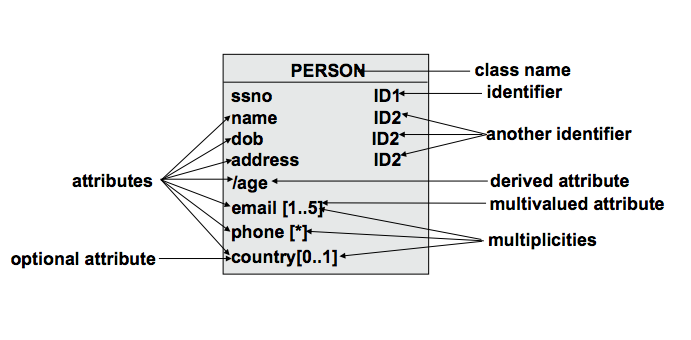 PERSON class name
ssno ID1 identifier
name ID2
dob ID2 another identifier
address ID2
attributes /age derived attribute
email [1..5] multivalued attribute
phone [*] multiplicities
optional attribute country[0..1]